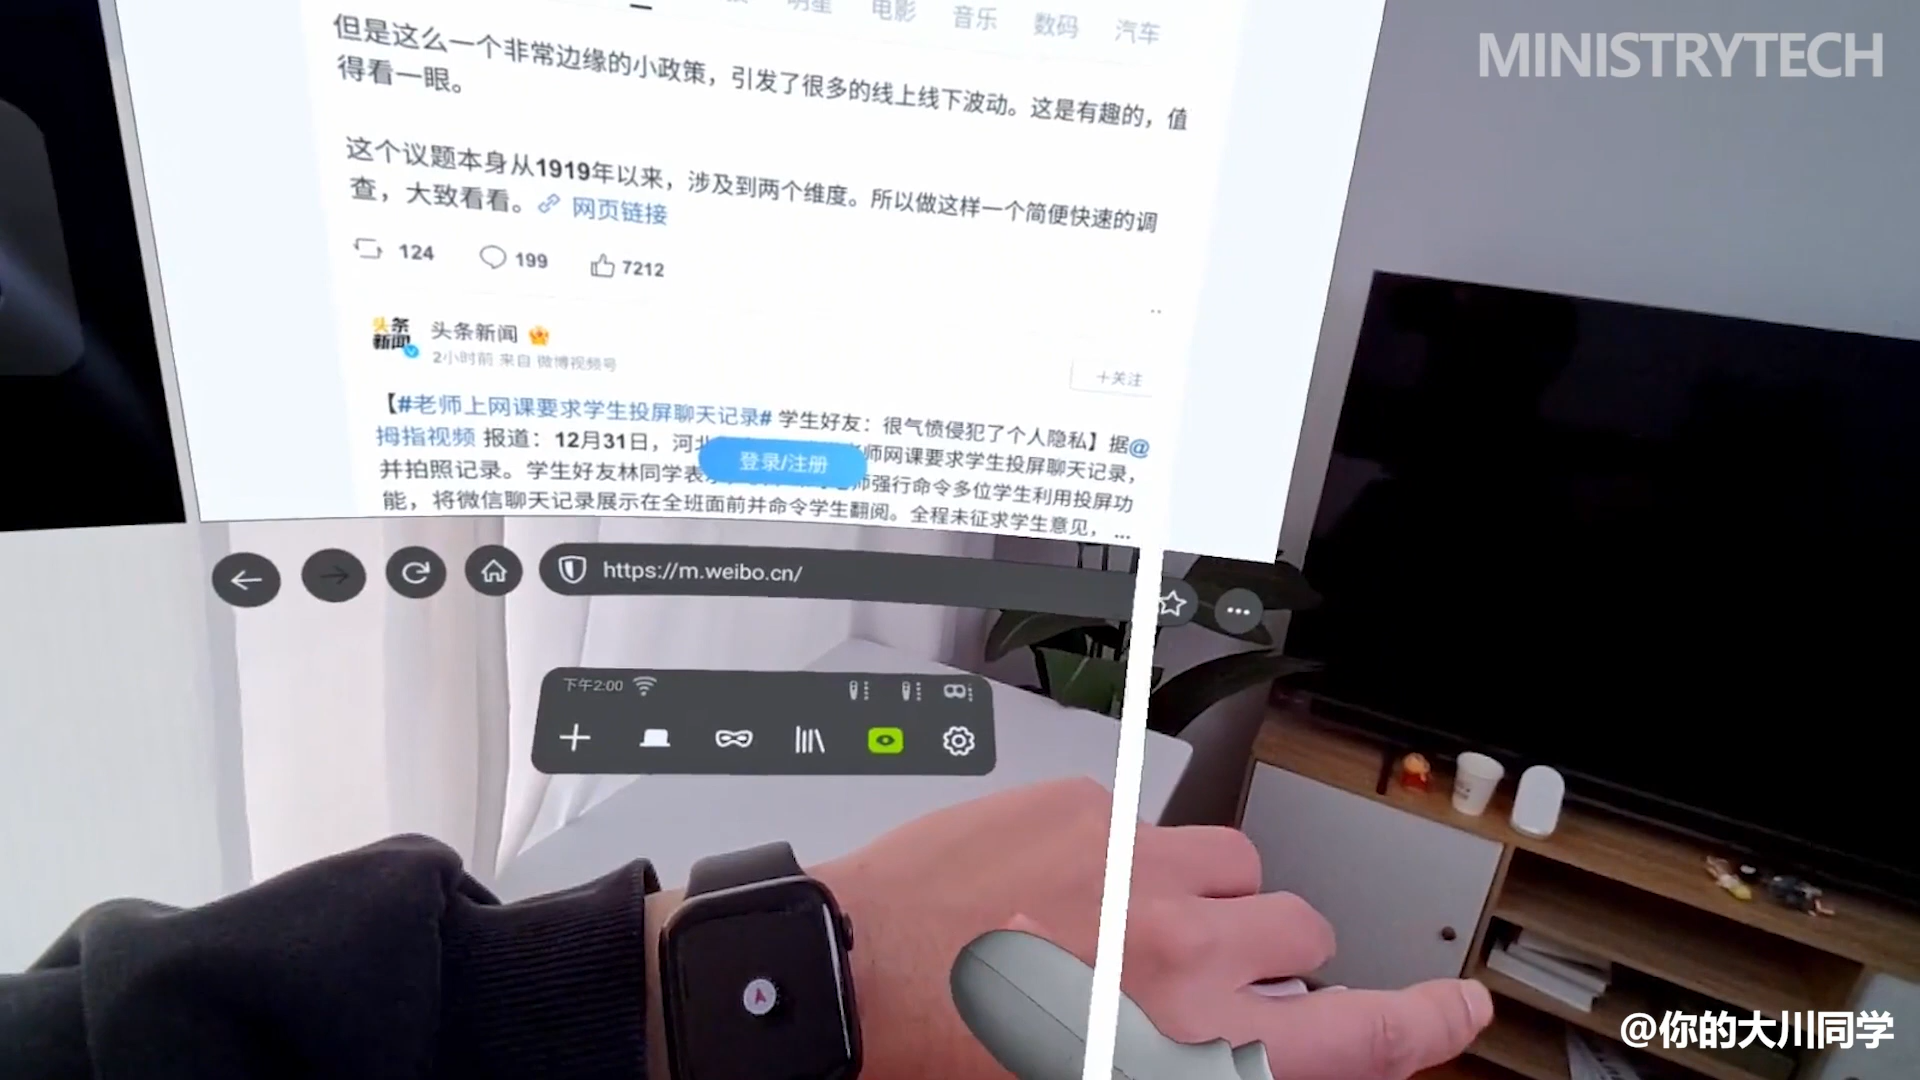 明星 电影 音乐 数码 汽车
MINISTRYTECH
但是这么一个非常边缘的小政策，引发了很多的线上线下波动。这是有趣的，值
得看一眼。
这个议题本身从1919年以来，涉及到两个维度。所以做这样一个简便快速的调
查，大致看看。 网页链接
124 199 7212
头条新闻
头条新闻
2小时前 来自 微博视频号
+关注
【#老师上网课要求学生投屏聊天记录# 学生好友：很气愤侵犯了个人隐私】据@
拇指视频 报道：12月31日，河北 师网课要求学生投屏聊天记录，
登录/注册
并拍照记录。学生好友林同学表 师强行命令多位学生利用投屏功
能，将微信聊天记录展示在全班面前并命令学生翻阅。全程未征求学生意见，...
https://m.weibo.cn/
下午2:00
@你的大川同学